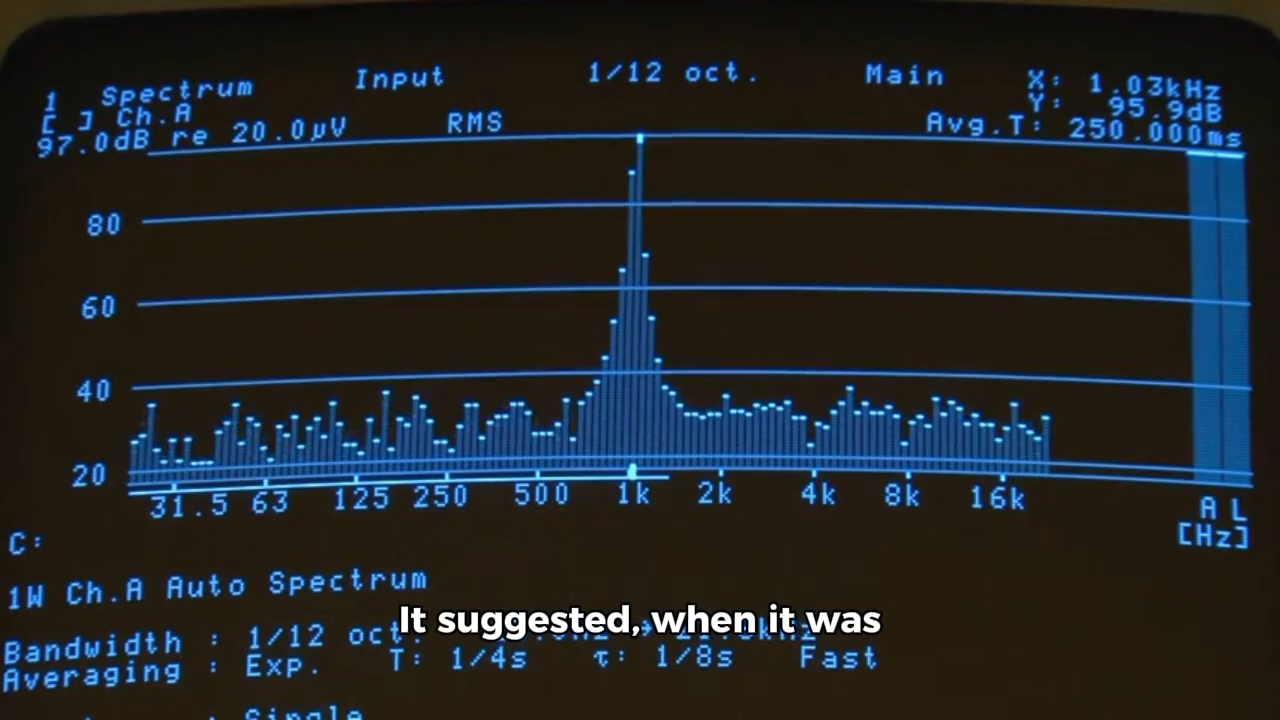 1 Spectrum Input 1/12 oct. Main X: 1.03kHz
[ ] Ch.A Y: 95.9dB
97.0dB re 20.0µV RMS Avg.T: 250.000ms
80
60
40
20
31.5 63 125 250 500 1k 2k 4k 8k 16k A L
[Hz]
C:
1W Ch.A Auto Spectrum
It suggested, when it was
Bandwidth : 1/12 oct
Averaging : Exp. T: 1/4s τ: 1/8s Fast
: Single